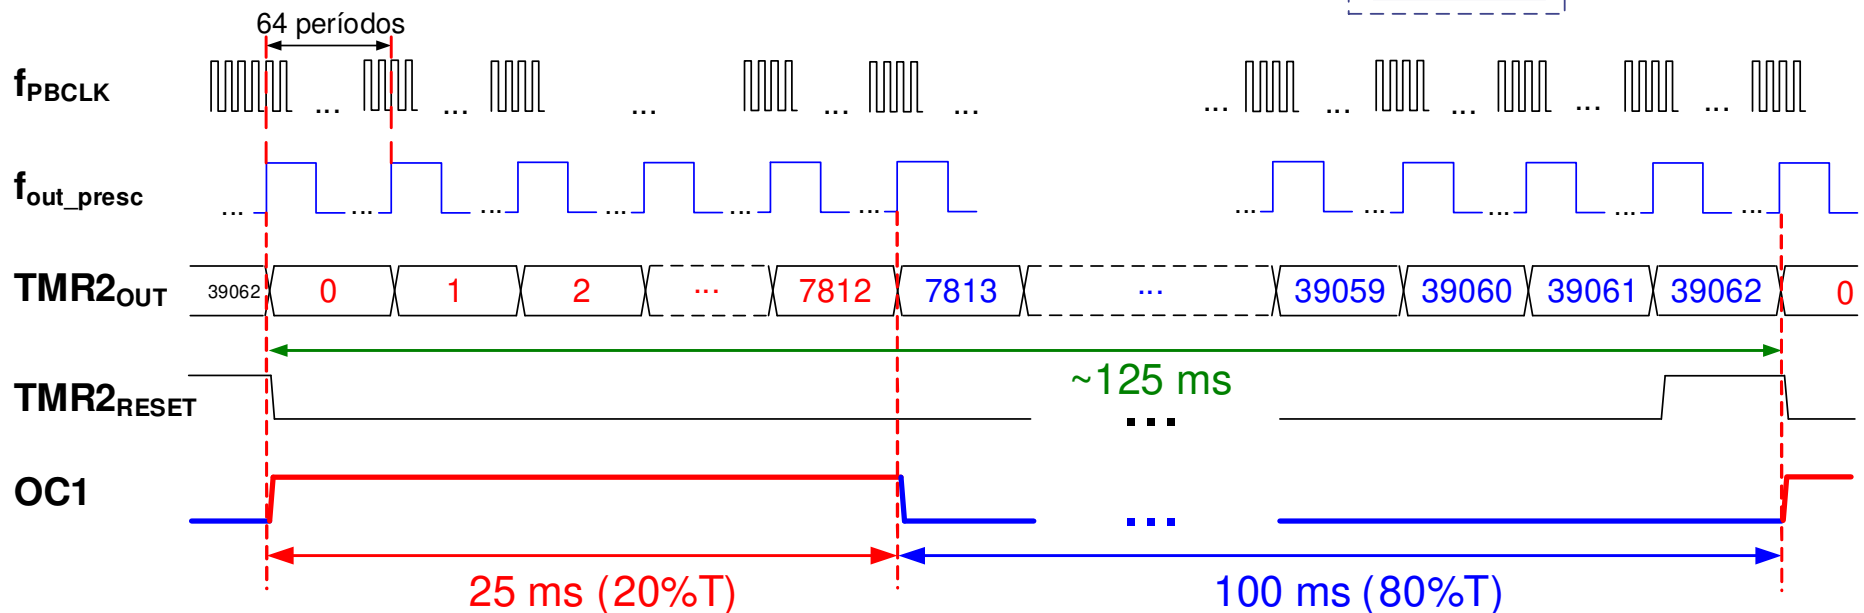 64 períodos
fPBCLK ... ... ... ... ... ... ... ... ... ...
fout_presc ... ... ... ... ... ... ... ... ... ... ...
TMR2OUT 39062 0 1 2 ... 7812 7813 ... 39059 39060 39061 39062 0
~125 ms
TMR2RESET ...
OC1 ...
25 ms (20%T) 100 ms (80%T)